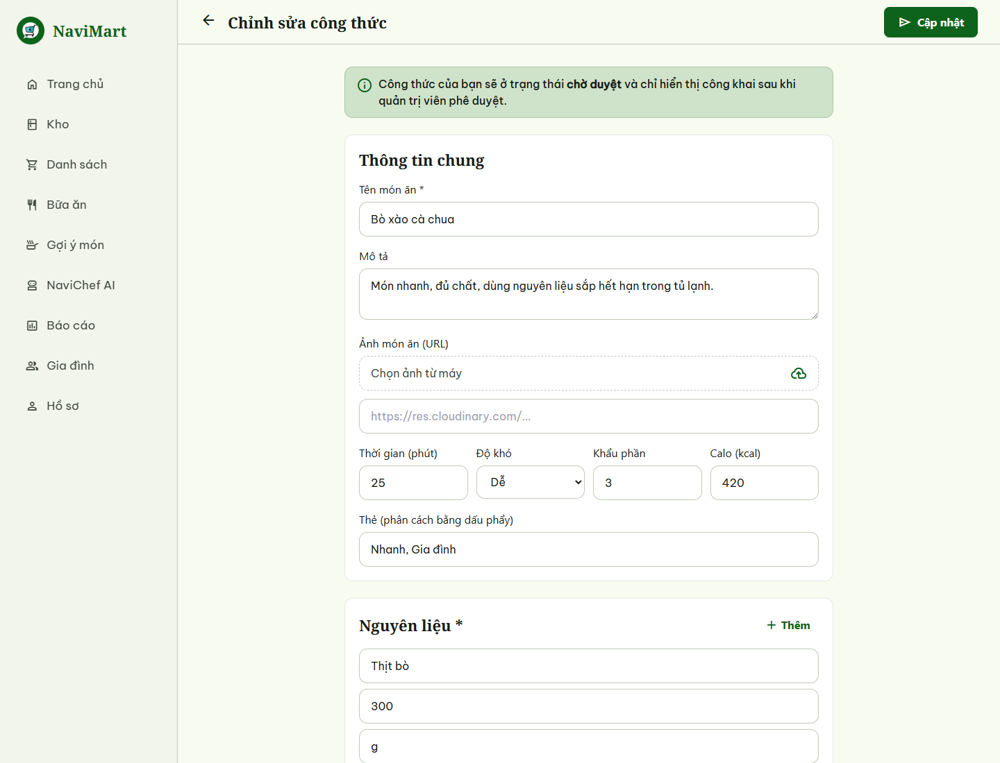 NaviMart
Trang chủ
Kho
Danh sách
Bữa ăn
Gợi ý món
NaviChef AI
Báo cáo
Gia đình
Hồ sơ
Chỉnh sửa công thức
Cập nhật
Công thức của bạn sẽ ở trạng thái chờ duyệt và chỉ hiển thị công khai sau khi
quản trị viên phê duyệt.
Thông tin chung
Tên món ăn *
Bò xào cà chua
Mô tả
Món nhanh, đủ chất, dùng nguyên liệu sắp hết hạn trong tủ lạnh.
Ảnh món ăn (URL)
Chọn ảnh từ máy
https://res.cloudinary.com/...
Thời gian (phút) Độ khó Khẩu phần Calo (kcal)
25 Dễ 3 420
Thẻ (phân cách bằng dấu phẩy)
Nhanh, Gia đình
Nguyên liệu *
+ Thêm
Thịt bò
300
g